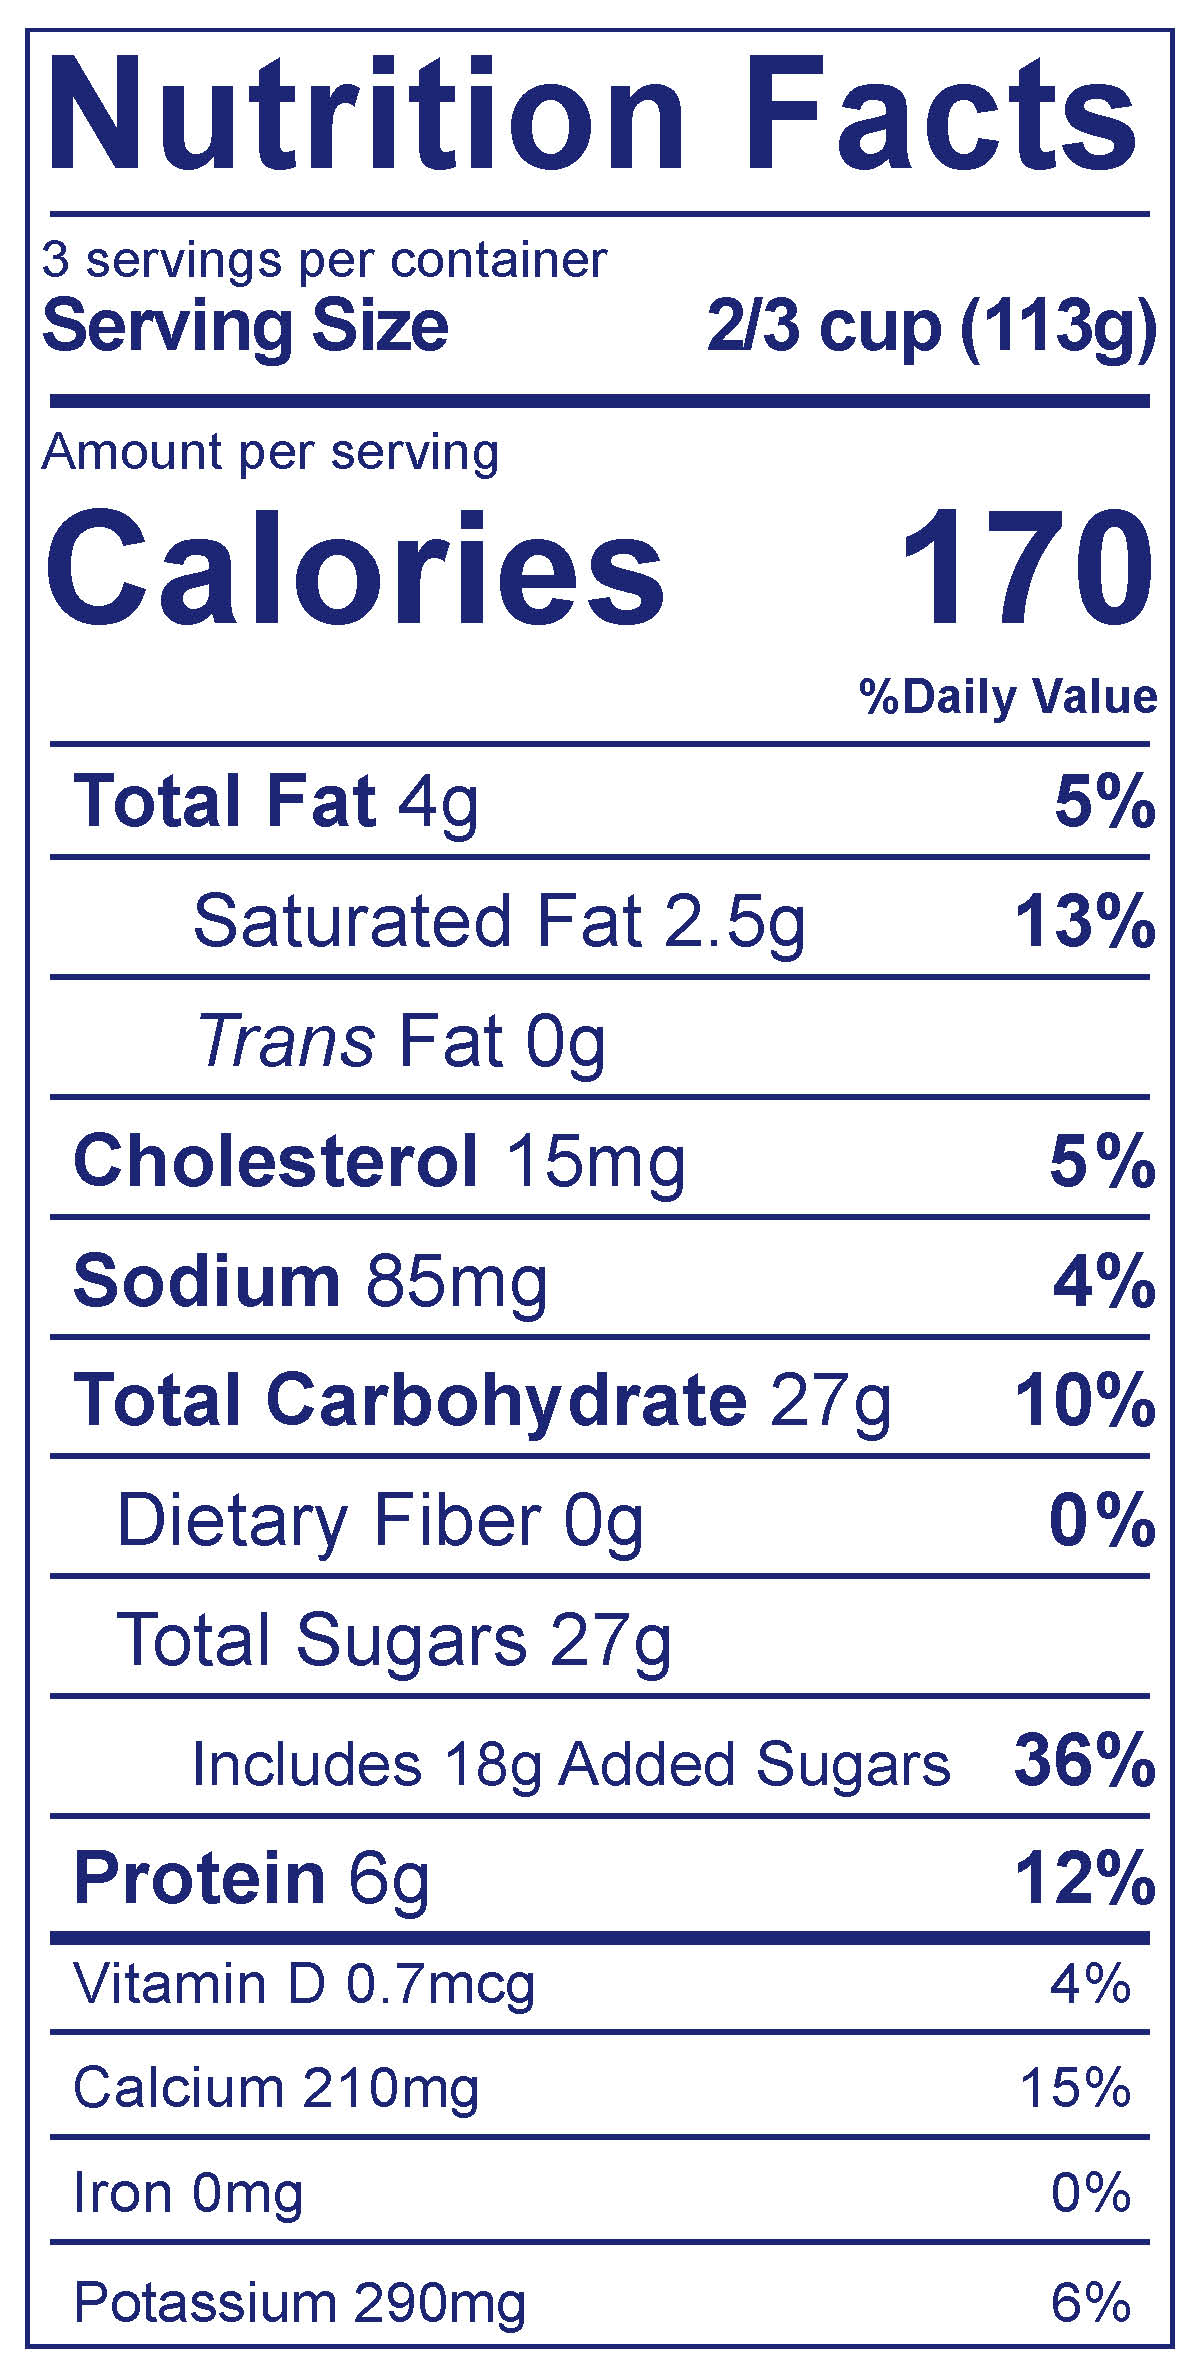 Nutrition Facts
3 servings per container
Serving Size 2/3 cup (113g)
Amount per serving
Calories 170
%Daily Value
Total Fat 4g 5%
Saturated Fat 2.5g 13%
Trans Fat 0g
Cholesterol 15mg 5%
Sodium 85mg 4%
Total Carbohydrate 27g 10%
Dietary Fiber 0g 0%
Total Sugars 27g
Includes 18g Added Sugars 36%
Protein 6g 12%
Vitamin D 0.7mcg 4%
Calcium 210mg 15%
Iron 0mg 0%
Potassium 290mg 6%